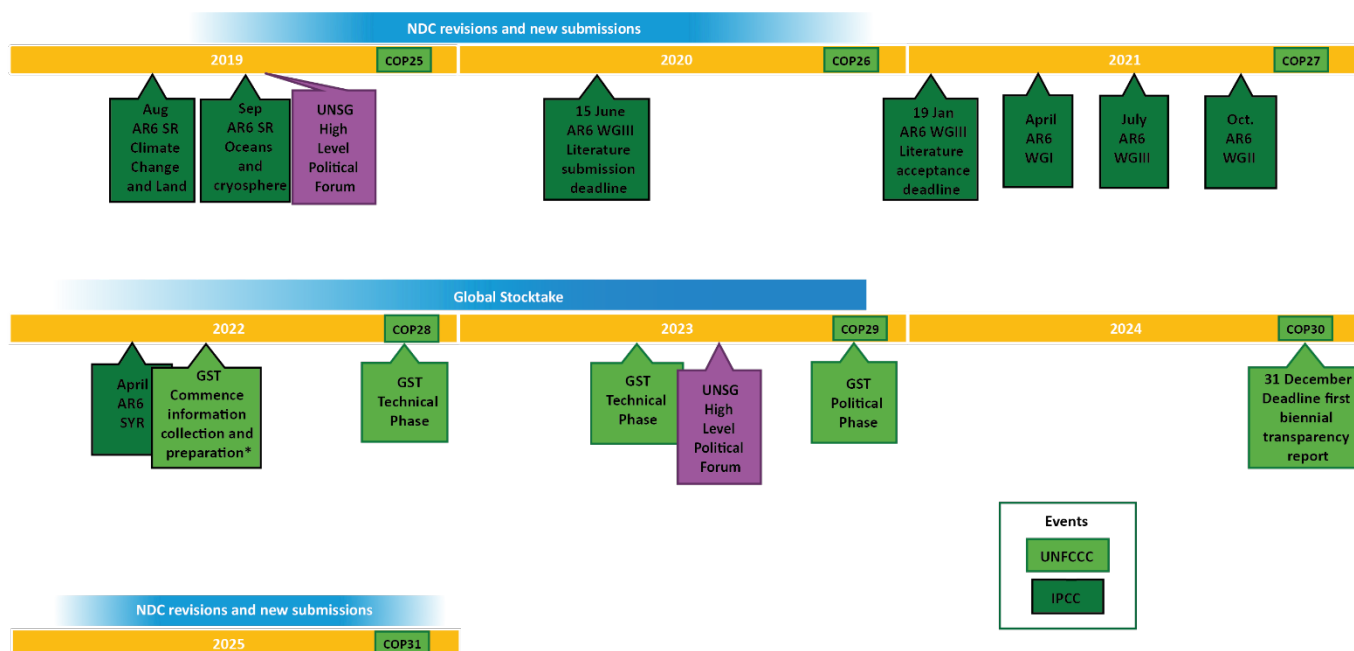 NDC revisions and new submissions
2019
COP25
2020
COP26
2021
COP27
Aug
AR6 SR
Climate
Change
and Land
Sep
AR6 SR
Oceans
and
cryosphere
UNSG
High
Level
Political
Forum
15 June
AR6 WGIII
Literature
submission
deadline
19 Jan
AR6 WGIII
Literature
acceptance
deadline
April
AR6
WGI
July
AR6
WGIII
Oct.
AR6
WGII
Global Stocktake
2022
COP28
2023
COP29
2024
COP30
April
AR6
SYR
GST
Commence
information
collection and
preparation*
GST
Technical
Phase
GST
Technical
Phase
UNSG
High
Level
Political
Forum
GST
Political
Phase
31 December
Deadline first
biennial
transparency
report
Events
UNFCCC
IPCC
NDC revisions and new submissions
2025
COP31